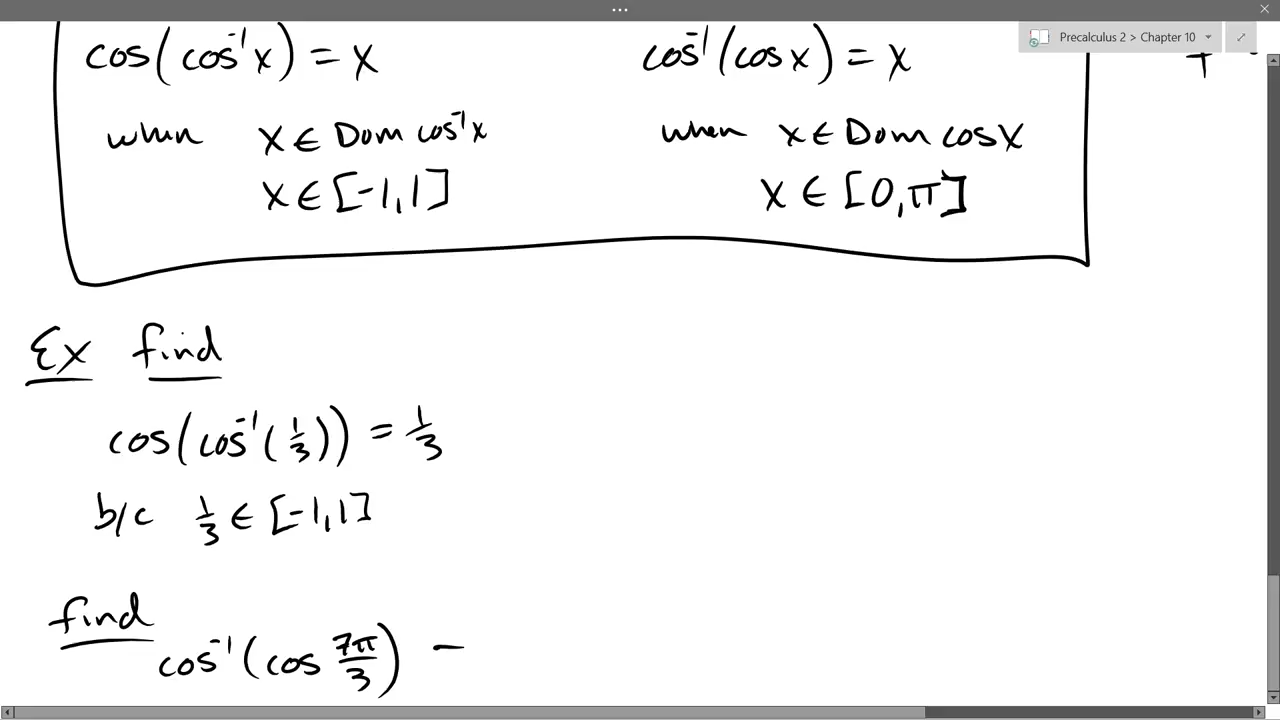 Precalculus 2 > Chapter 10
cos(cos⁻¹x) = x
cos⁻¹(cos x) = x
when x ∈ Dom cos⁻¹x
when x ∈ Dom cos x
x ∈ [-1, 1]
x ∈ [0, π]
Ex find
cos(cos⁻¹(1/3)) = 1/3
b/c 1/3 ∈ [-1, 1]
find
cos⁻¹(cos 7π/3) –